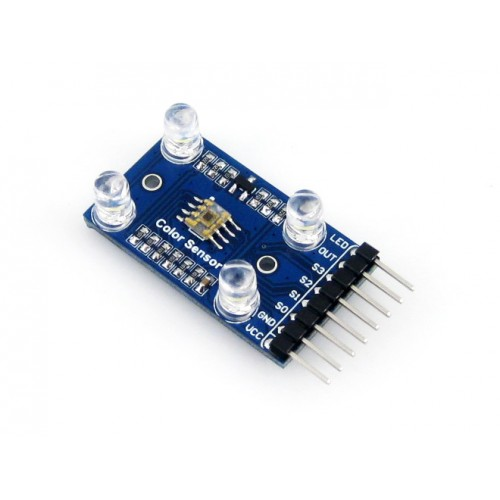 Color Sensor
LED
OUT
S3
S2
S1
S0
GND
VCC